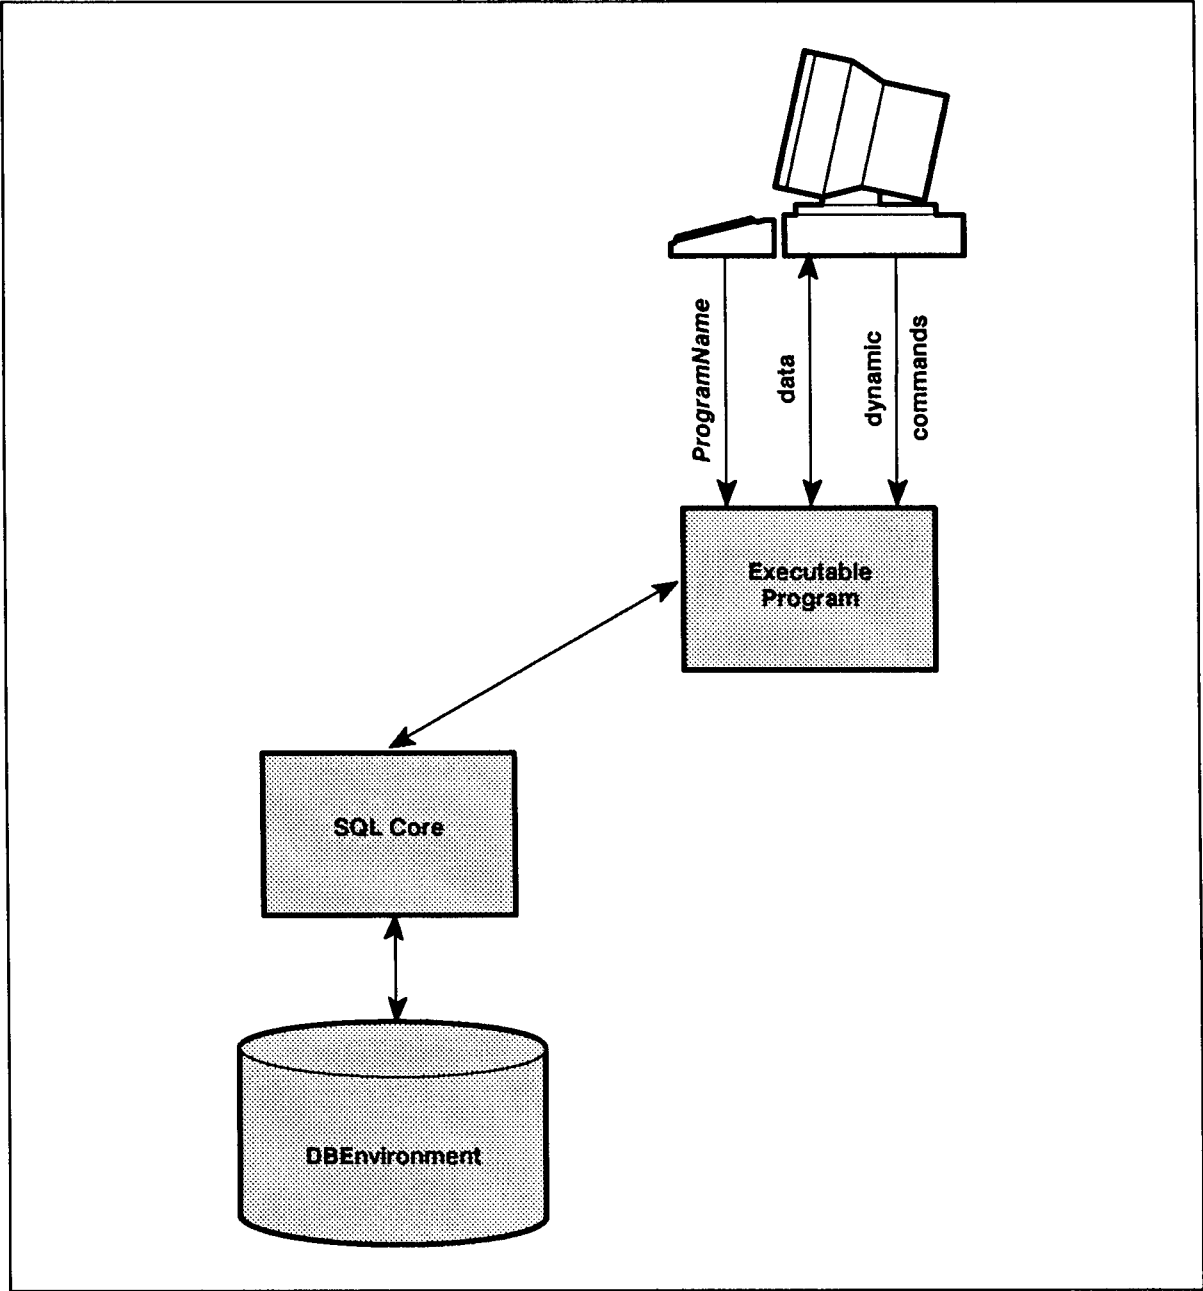 ProgramName
data
dynamic
commands
Executable
Program
SQL Core
DBEnvironment